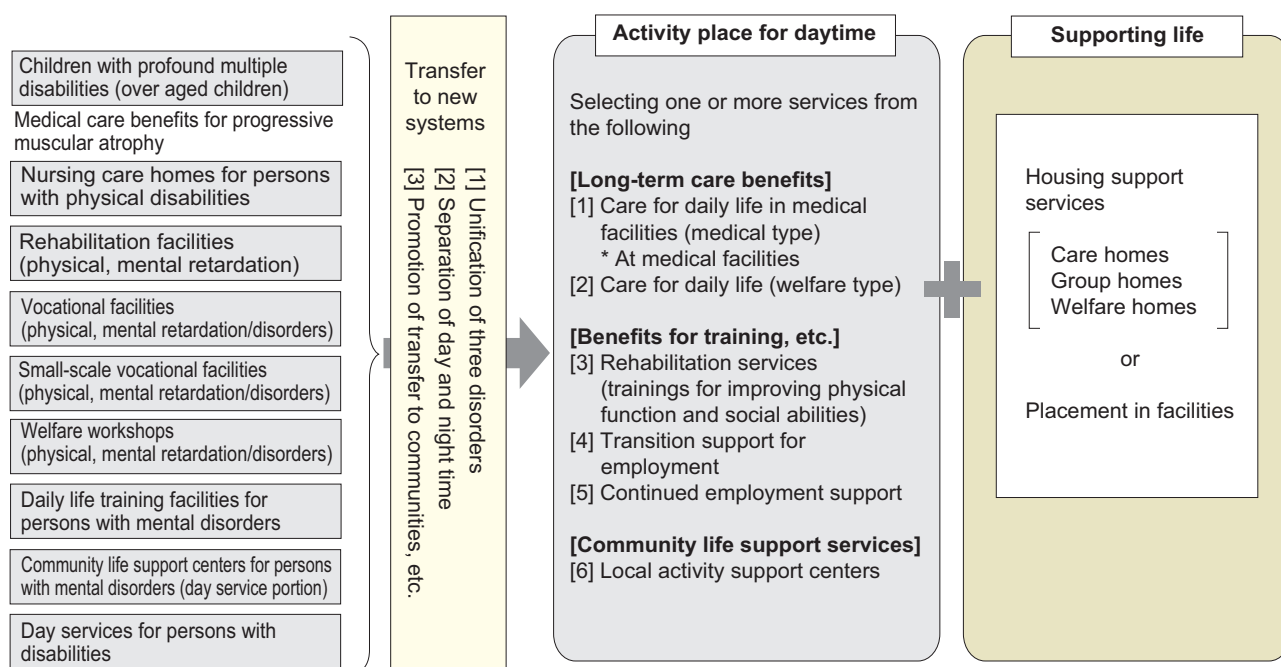 Children with profound multiple
disabilities (over aged children)
Medical care benefits for progressive
muscular atrophy
Nursing care homes for persons
with physical disabilities
Rehabilitation facilities
(physical, mental retardation)
Vocational facilities
(physical, mental retardation/disorders)
Small-scale vocational facilities
(physical, mental retardation/disorders)
Welfare workshops
(physical, mental retardation/disorders)
Daily life training facilities for
persons with mental disorders
Community life support centers for persons
with mental disorders (day service portion)
Day services for persons with
disabilities
Transfer
to new
systems
[1] Unification of three disorders
[2] Separation of day and night time
[3] Promotion of transfer to communities, etc.
Activity place for daytime
Selecting one or more services from
the following
[Long-term care benefits]
[1] Care for daily life in medical
facilities (medical type)
* At medical facilities
[2] Care for daily life (welfare type)
[Benefits for training, etc.]
[3] Rehabilitation services
(trainings for improving physical
function and social abilities)
[4] Transition support for
employment
[5] Continued employment support
[Community life support services]
[6] Local activity support centers
Supporting life
Housing support
services
Care homes
Group homes
Welfare homes
or
Placement in facilities